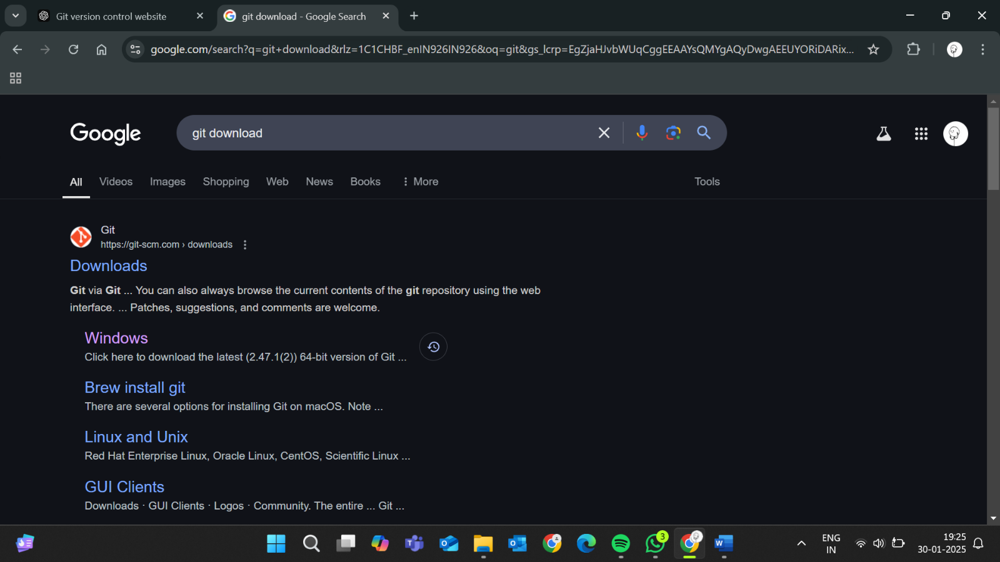 Git version control website
git download - Google Search
google.com/search?q=git+download&rlz=1C1CHBF_enIN926IN926&oq=git&gs_lcrp=EgZjaHJvbWUqCggEEAAYsQMYgAQyDwgAEEUYORiDARix...
Google
git download
All Videos Images Shopping Web News Books More Tools
Git
https://git-scm.com › downloads
Downloads
Git via Git ... You can also always browse the current contents of the git repository using the web
interface. ... Patches, suggestions, and comments are welcome.
Windows
Click here to download the latest (2.47.1(2)) 64-bit version of Git ...
Brew install git
There are several options for installing Git on macOS. Note ...
Linux and Unix
Red Hat Enterprise Linux, Oracle Linux, CentOS, Scientific Linux ...
GUI Clients
Downloads · GUI Clients · Logos · Community. The entire ... Git ...
3
ENG
IN
19:25
30-01-2025